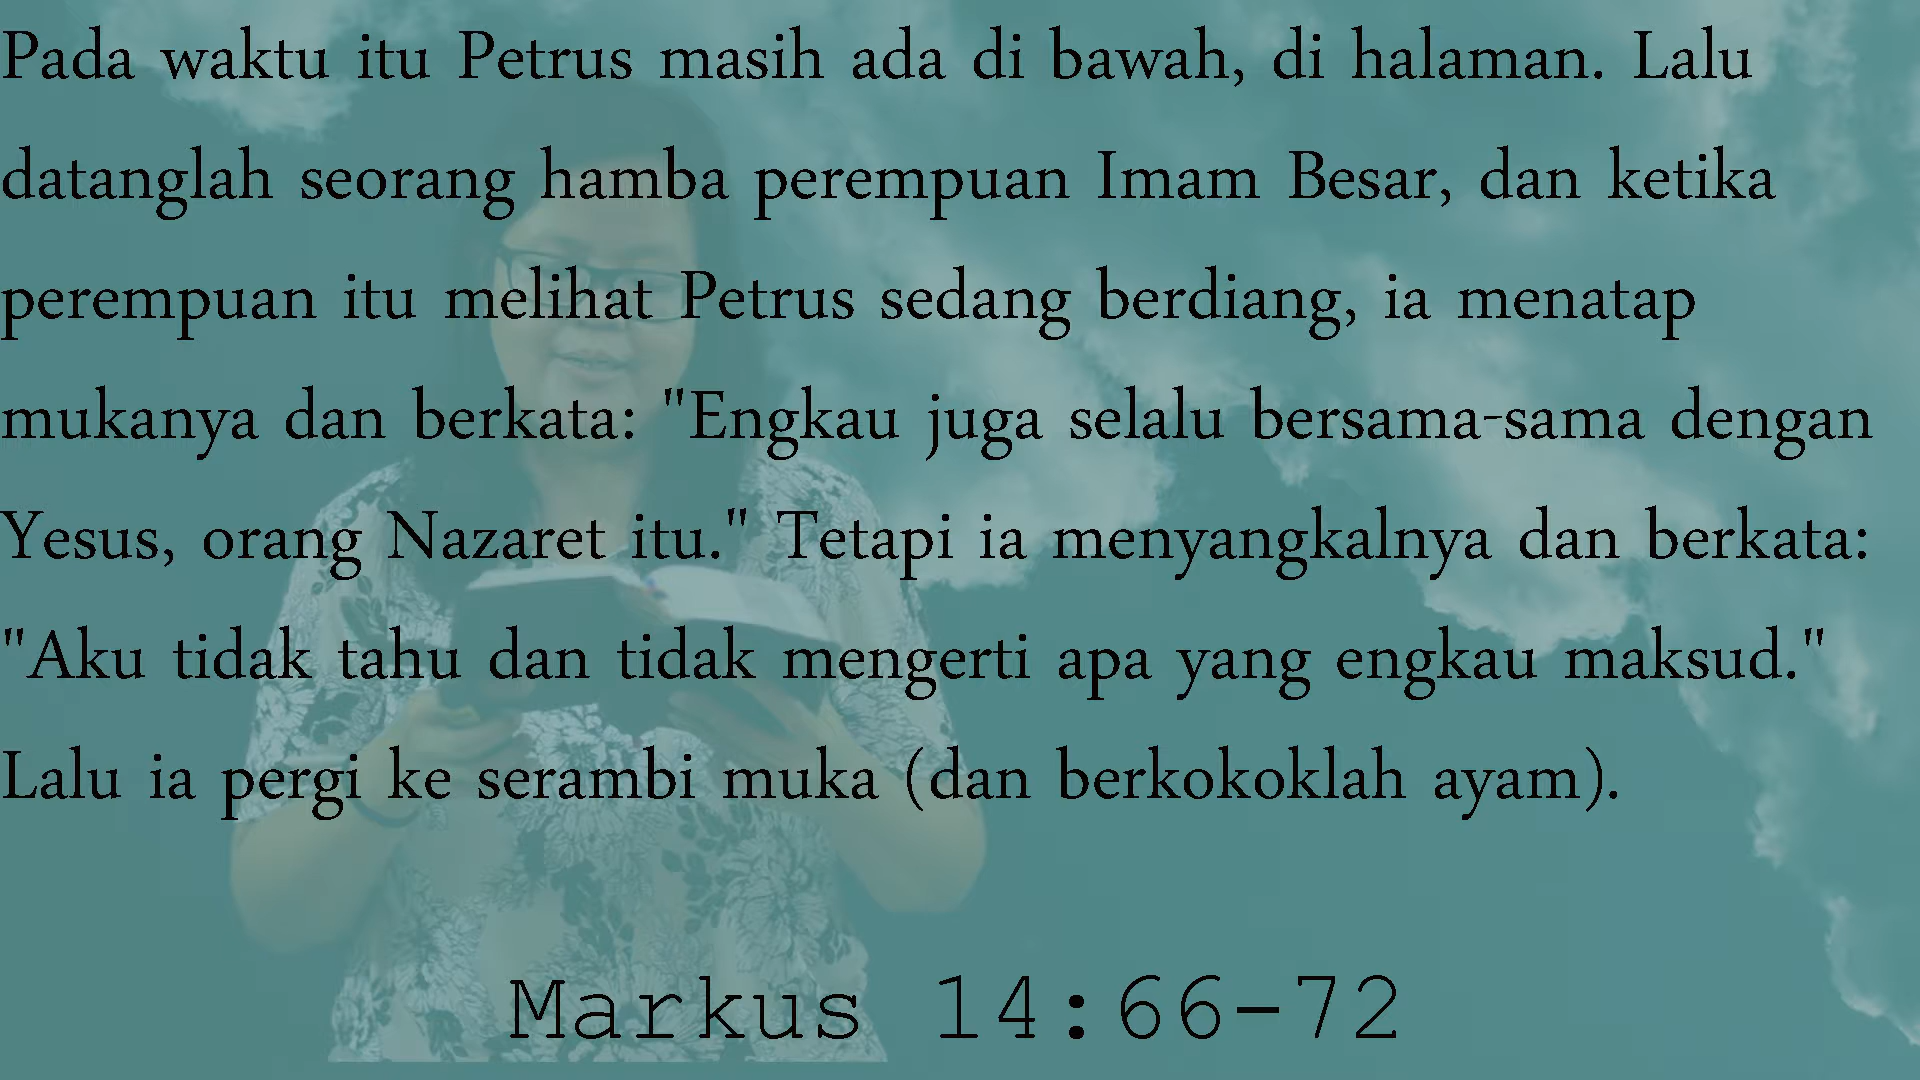 Pada waktu itu Petrus masih ada di bawah, di halaman. Lalu
datanglah seorang hamba perempuan Imam Besar, dan ketika
perempuan itu melihat Petrus sedang berdiang, ia menatap
mukanya dan berkata: "Engkau juga selalu bersama-sama dengan
Yesus, orang Nazaret itu." Tetapi ia menyangkalnya dan berkata:
"Aku tidak tahu dan tidak mengerti apa yang engkau maksud."
Lalu ia pergi ke serambi muka (dan berkokoklah ayam).
Markus 14:66-72